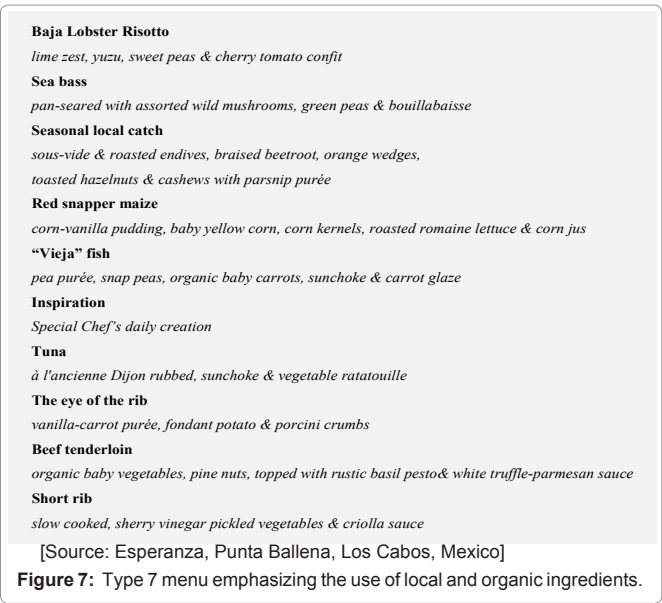 Baja Lobster Risotto
lime zest, yuzu, sweet peas & cherry tomato confit
Sea bass
pan-seared with assorted wild mushrooms, green peas & bouillabaisse
Seasonal local catch
sous-vide & roasted endives, braised beetroot, orange wedges,
toasted hazelnuts & cashews with parsnip purée
Red snapper maize
corn-vanilla pudding, baby yellow corn, corn kernels, roasted romaine lettuce & corn jus
“Vieja” fish
pea purée, snap peas, organic baby carrots, sunchoke & carrot glaze
Inspiration
Special Chef's daily creation
Tuna
à l'ancienne Dijon rubbed, sunchoke & vegetable ratatouille
The eye of the rib
vanilla-carrot purée, fondant potato & porcini crumbs
Beef tenderloin
organic baby vegetables, pine nuts, topped with rustic basil pesto& white truffle-parmesan sauce
Short rib
slow cooked, sherry vinegar pickled vegetables & criolla sauce
[Source: Esperanza, Punta Ballena, Los Cabos, Mexico]
Figure 7: Type 7 menu emphasizing the use of local and organic ingredients.